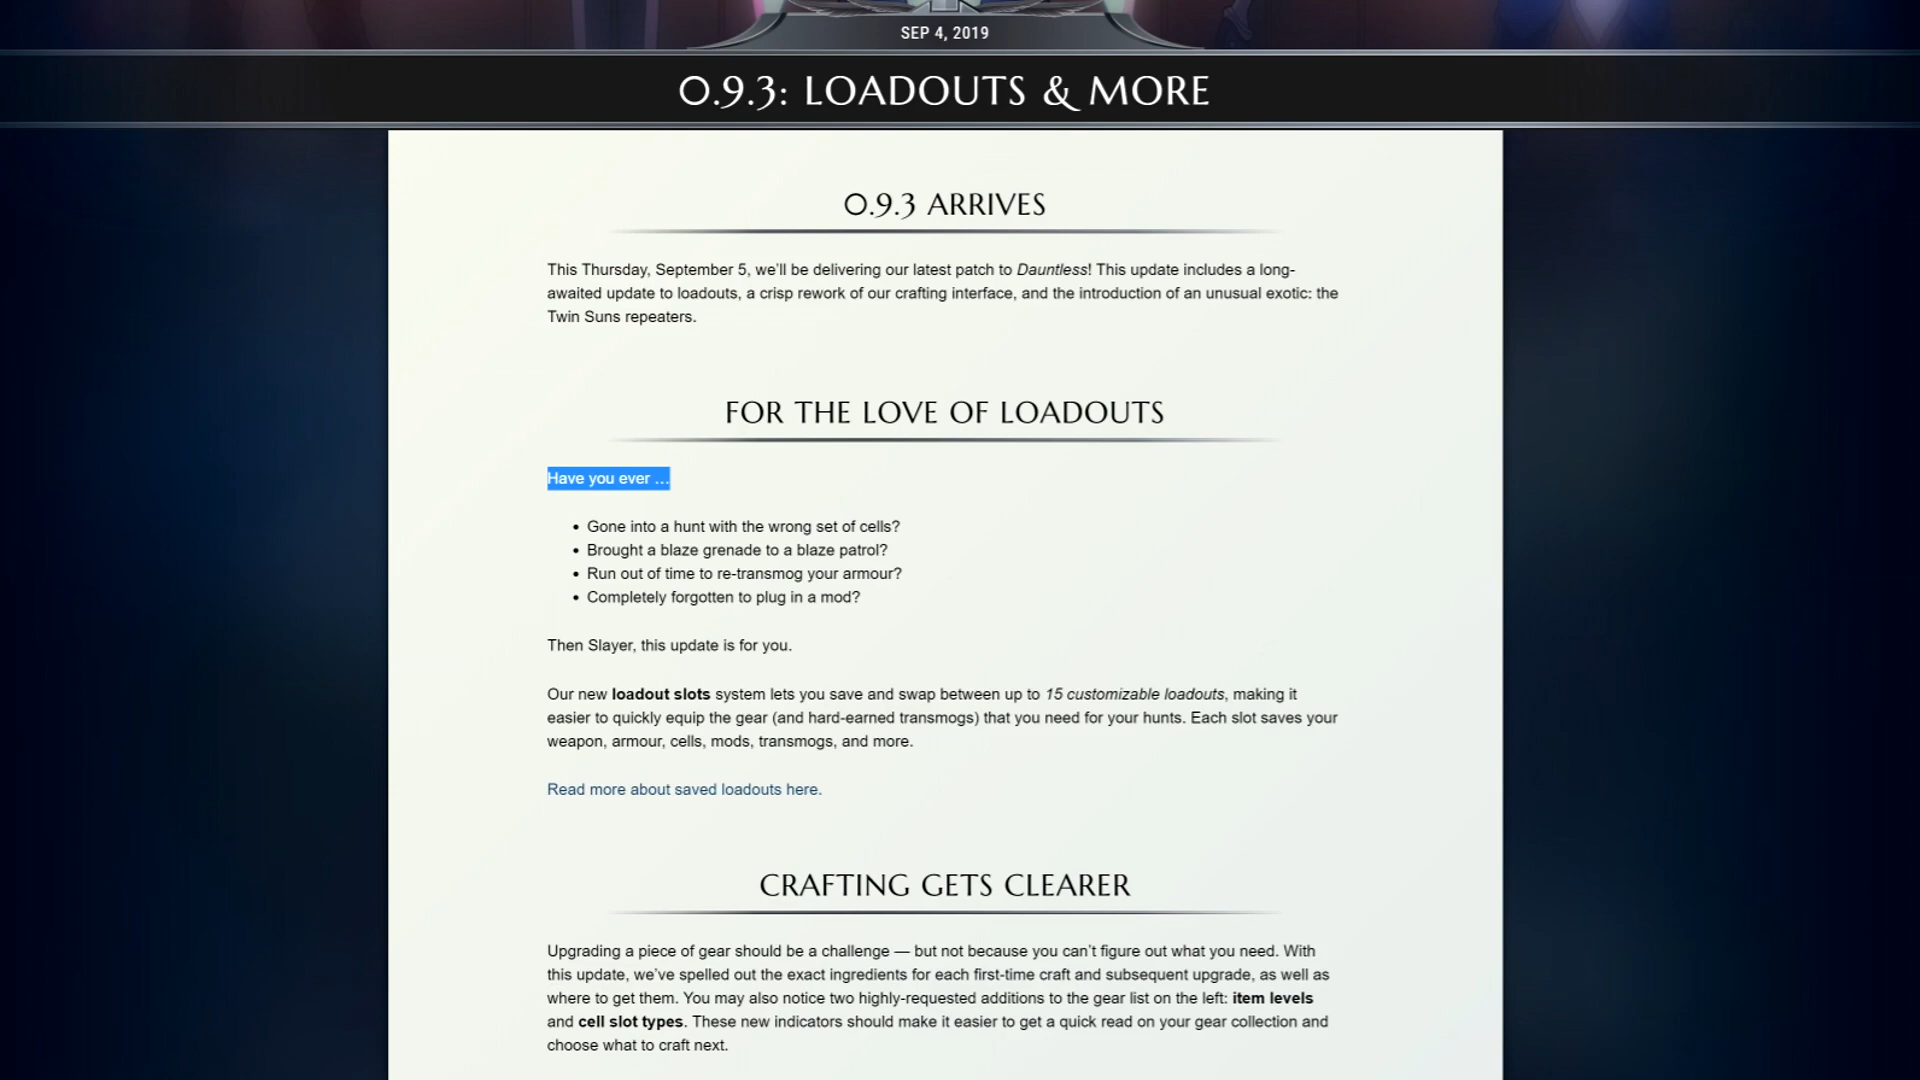 SEP 4, 2019
0.9.3: LOADOUTS & MORE
0.9.3 ARRIVES
This Thursday, September 5, we’ll be delivering our latest patch to Dauntless! This update includes a long-
awaited update to loadouts, a crisp rework of our crafting interface, and the introduction of an unusual exotic: the
Twin Suns repeaters.
FOR THE LOVE OF LOADOUTS
Have you ever …
• Gone into a hunt with the wrong set of cells?
• Brought a blaze grenade to a blaze patrol?
• Run out of time to re-transmog your armour?
• Completely forgotten to plug in a mod?
Then Slayer, this update is for you.
Our new loadout slots system lets you save and swap between up to 15 customizable loadouts, making it
easier to quickly equip the gear (and hard-earned transmogs) that you need for your hunts. Each slot saves your
weapon, armour, cells, mods, transmogs, and more.
Read more about saved loadouts here.
CRAFTING GETS CLEARER
Upgrading a piece of gear should be a challenge — but not because you can’t figure out what you need. With
this update, we’ve spelled out the exact ingredients for each first-time craft and subsequent upgrade, as well as
where to get them. You may also notice two highly-requested additions to the gear list on the left: item levels
and cell slot types. These new indicators should make it easier to get a quick read on your gear collection and
choose what to craft next.